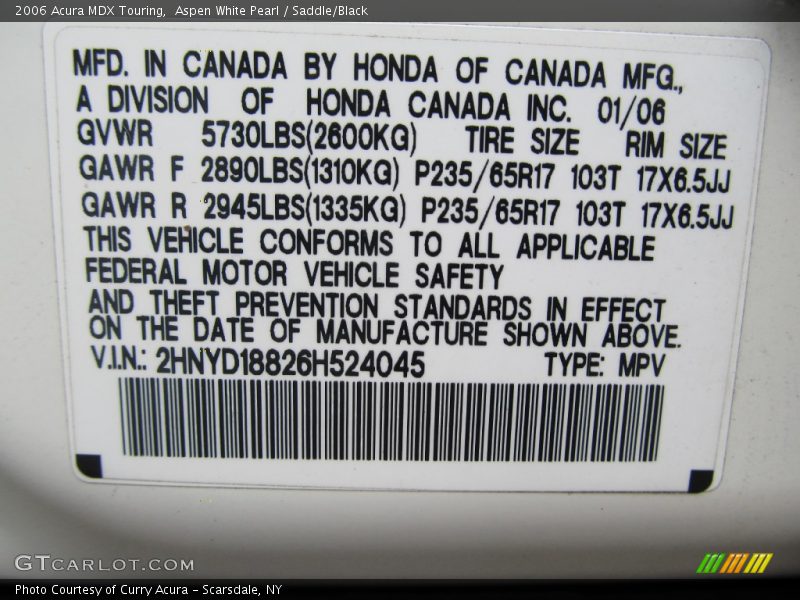 2006 Acura MDX Touring,  Aspen White Pearl / Saddle/Black
MFD. IN CANADA BY HONDA OF CANADA MFG.,
A DIVISION OF HONDA CANADA INC. 01/06
GVWR 5730LBS(2600KG) TIRE SIZE RIM SIZE
GAWR F 2890LBS(1310KG) P235/65R17 103T 17X6.5JJ
GAWR R 2945LBS(1335KG) P235/65R17 103T 17X6.5JJ
THIS VEHICLE CONFORMS TO ALL APPLICABLE
FEDERAL MOTOR VEHICLE SAFETY
AND THEFT PREVENTION STANDARDS IN EFFECT
ON THE DATE OF MANUFACTURE SHOWN ABOVE.
V.I.N.: 2HNYD18826H524045 TYPE: MPV
GTCARLOT.COM
Photo Courtesy of Curry Acura - Scarsdale, NY